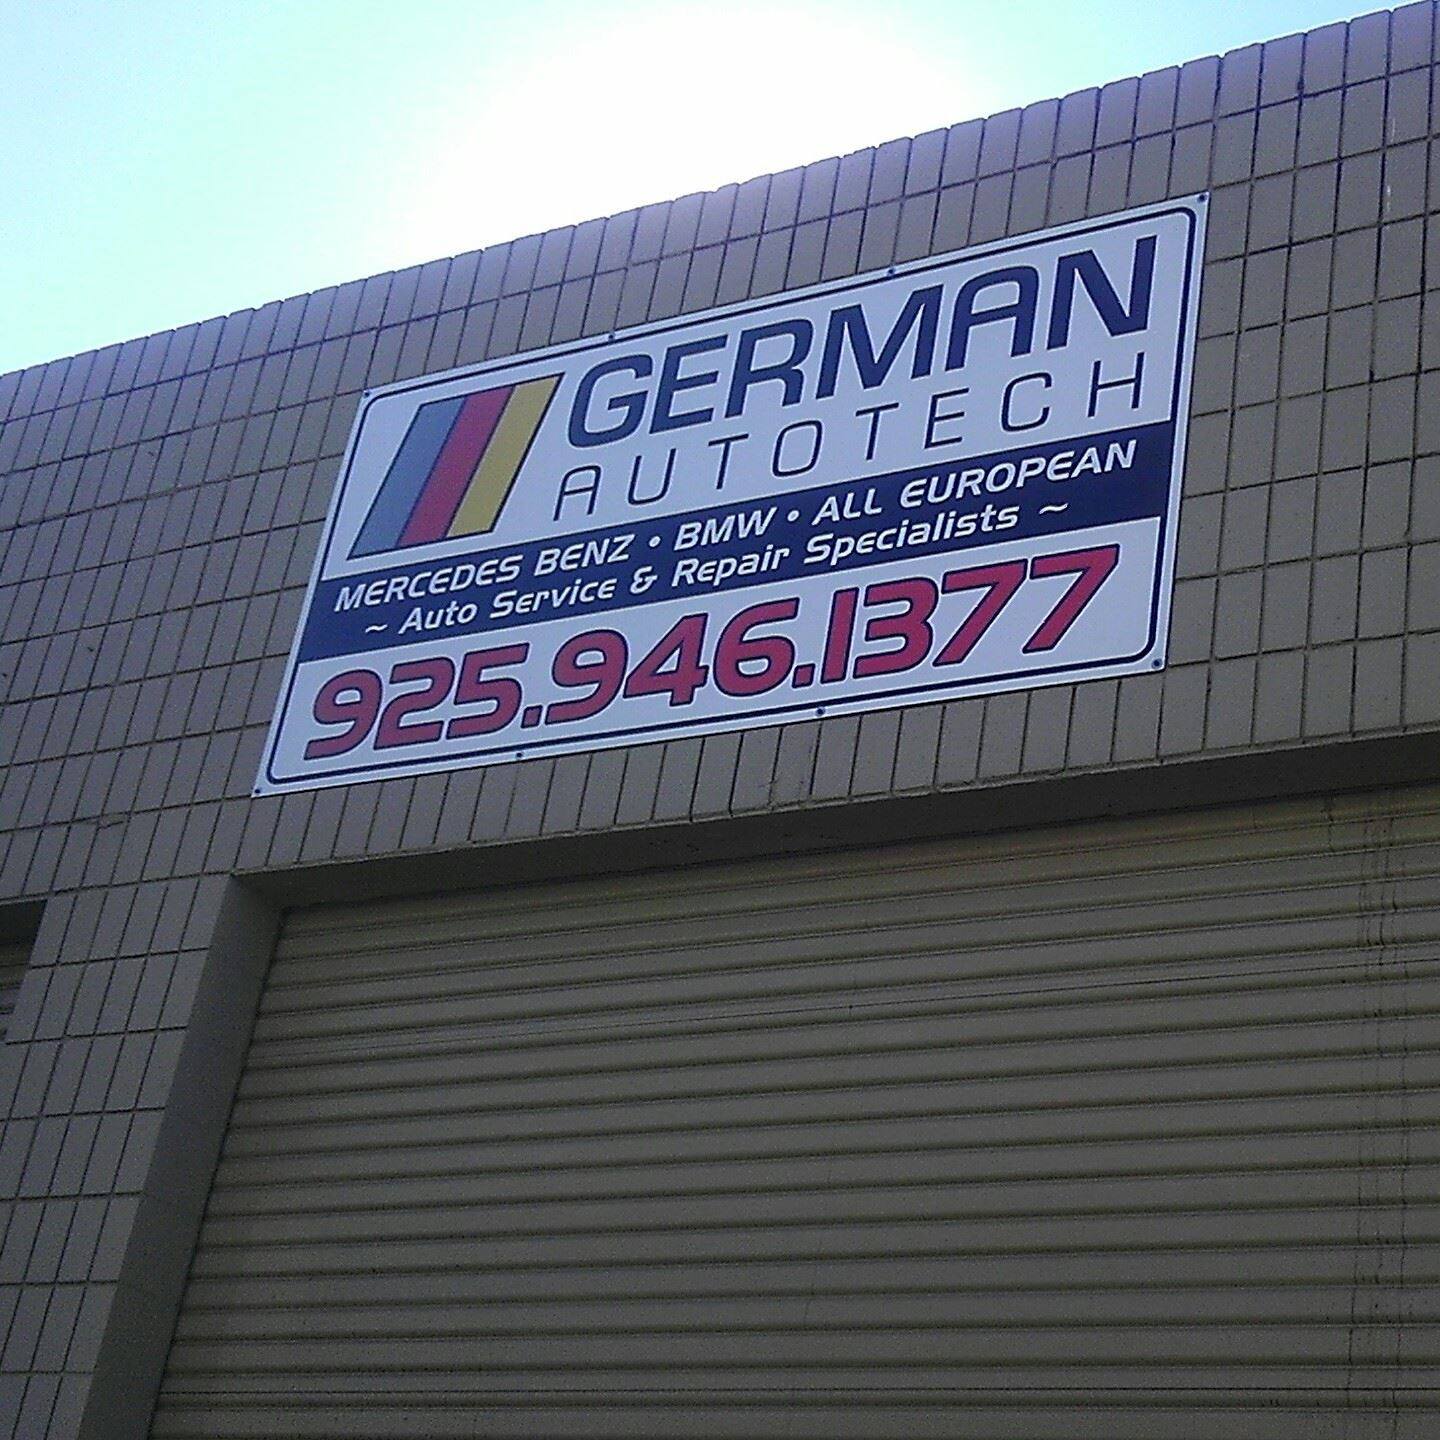 GERMAN
AUTOTECH
MERCEDES BENZ • BMW • ALL EUROPEAN
~ Auto Service & Repair Specialists ~
925.946.1377